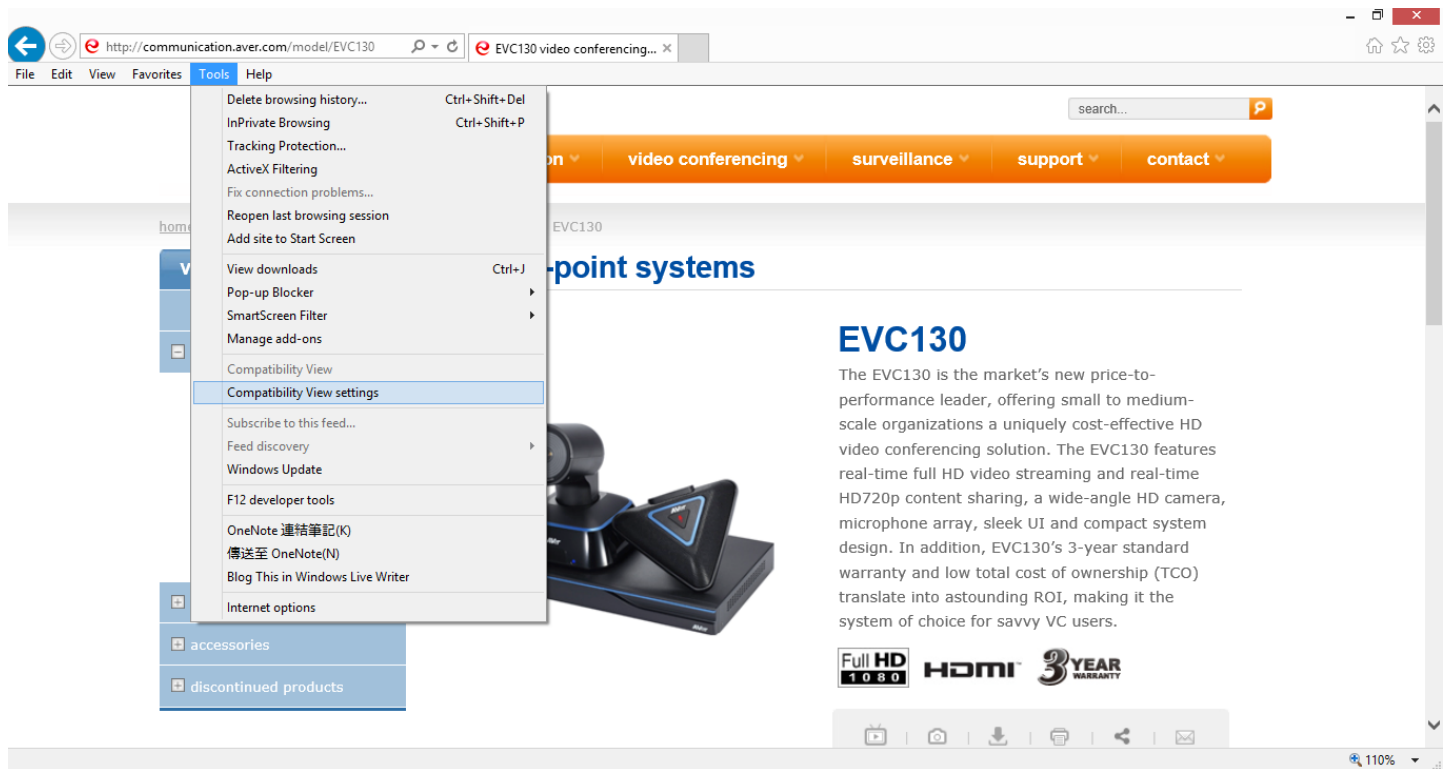 http://communication.aver.com/model/EVC130
EVC130 video conferencing...
File Edit View Favorites Tools Help
Delete browsing history... Ctrl+Shift+Del
InPrivate Browsing Ctrl+Shift+P
Tracking Protection...
ActiveX Filtering
Fix connection problems...
Reopen last browsing session
Add site to Start Screen
View downloads Ctrl+J
Pop-up Blocker
SmartScreen Filter
Manage add-ons
Compatibility View
Compatibility View settings
Subscribe to this feed...
Feed discovery
Windows Update
F12 developer tools
OneNote 連結筆記(K)
傳送至 OneNote(N)
Blog This in Windows Live Writer
Internet options
search...
on video conferencing surveillance support contact
home
EVC130
v
-point systems
accessories
discontinued products
EVC130
The EVC130 is the market's new price-to-
performance leader, offering small to medium-
scale organizations a uniquely cost-effective HD
video conferencing solution. The EVC130 features
real-time full HD video streaming and real-time
HD720p content sharing, a wide-angle HD camera,
microphone array, sleek UI and compact system
design. In addition, EVC130's 3-year standard
warranty and low total cost of ownership (TCO)
translate into astounding ROI, making it the
system of choice for savvy VC users.
Full HD
1080
HDMI
3 YEAR
WARRANTY
110%